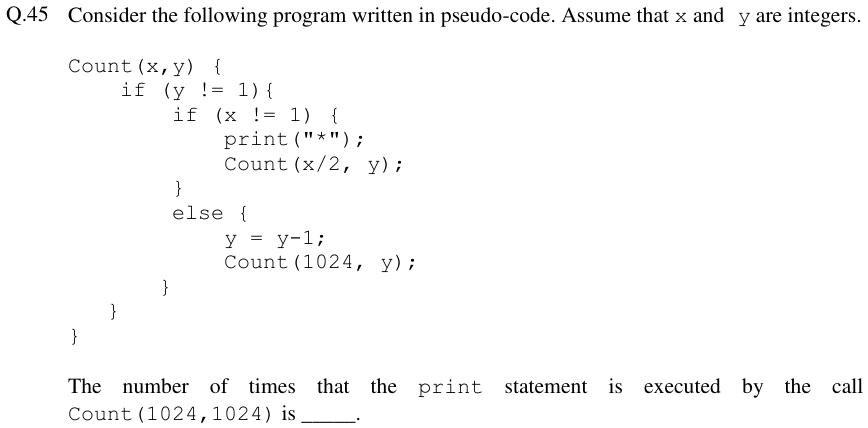 Q.45 Consider the following program written in pseudo-code. Assume that x and y are integers.
Count(x,y) {
if (y != 1){
if (x != 1) {
print("*");
Count(x/2, y);
}
else {
y = y-1;
Count(1024, y);
}
}
}
The number of times that the print statement is executed by the call
Count(1024,1024) is _____.